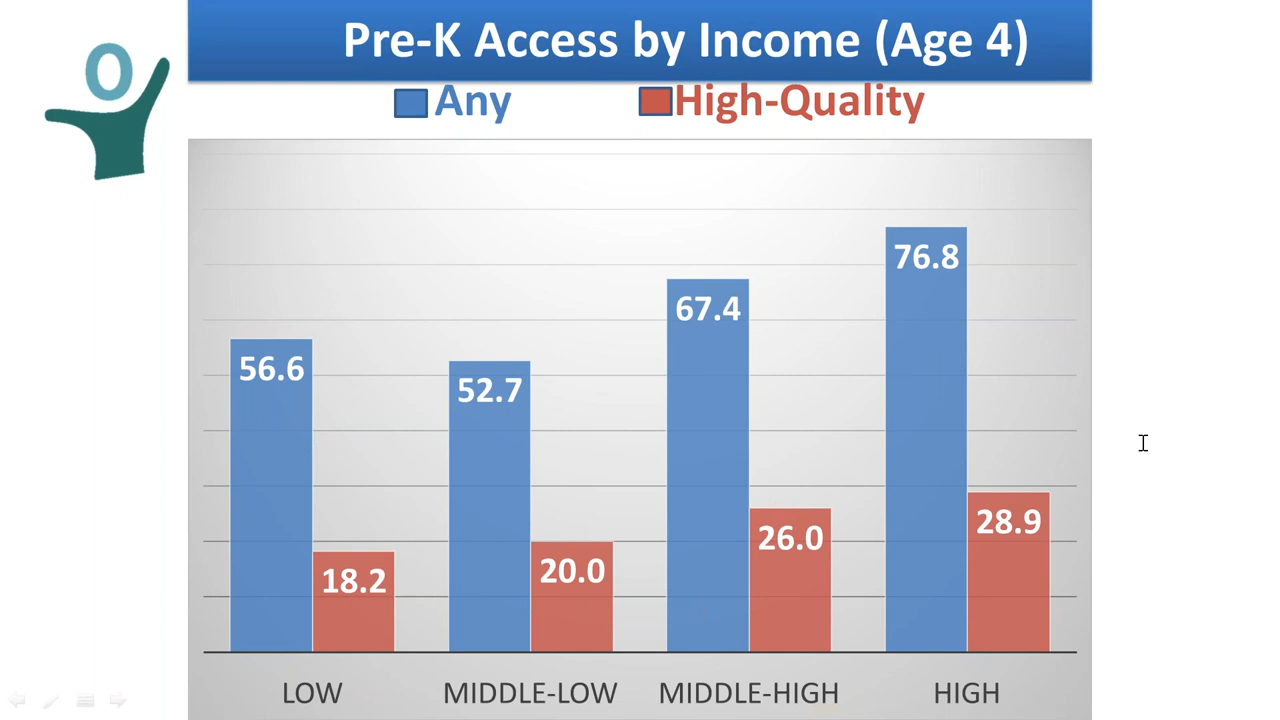 Pre-K Access by Income (Age 4)
Any High-Quality
76.8
67.4
56.6
52.7
28.9
26.0
20.0
18.2
LOW MIDDLE-LOW MIDDLE-HIGH HIGH